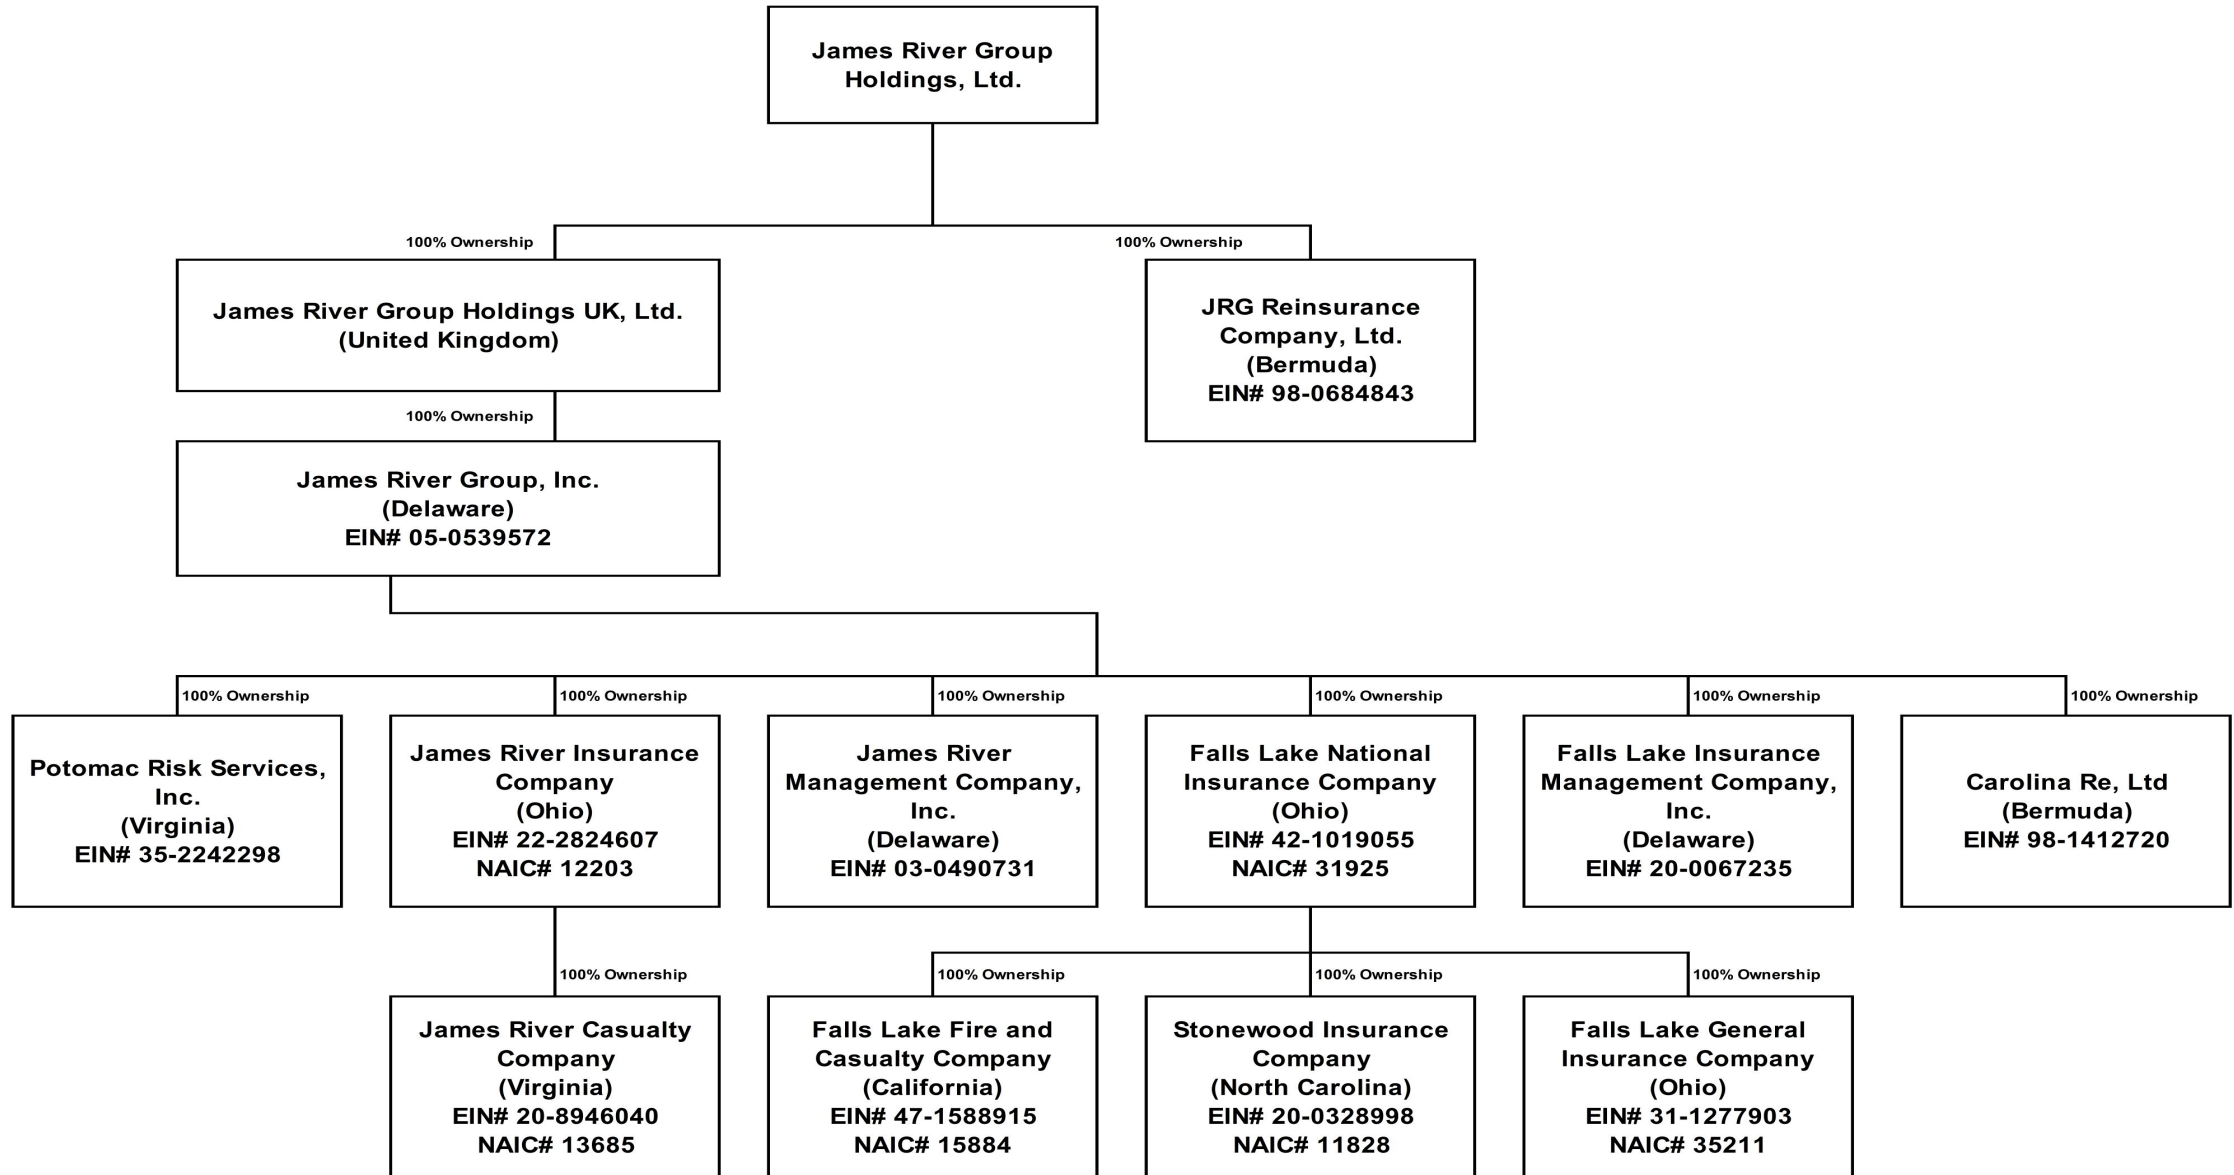 James River Group
Holdings, Ltd.
100% Ownership
100% Ownership
James River Group Holdings UK, Ltd.
(United Kingdom)
JRG Reinsurance
Company, Ltd.
(Bermuda)
EIN# 98-0684843
100% Ownership
James River Group, Inc.
(Delaware)
EIN# 05-0539572
100% Ownership
100% Ownership
100% Ownership
100% Ownership
100% Ownership
100% Ownership
Potomac Risk Services,
Inc.
(Virginia)
EIN# 35-2242298
James River Insurance
Company
(Ohio)
EIN# 22-2824607
NAIC# 12203
James River
Management Company,
Inc.
(Delaware)
EIN# 03-0490731
Falls Lake National
Insurance Company
(Ohio)
EIN# 42-1019055
NAIC# 31925
Falls Lake Insurance
Management Company,
Inc.
(Delaware)
EIN# 20-0067235
Carolina Re, Ltd
(Bermuda)
EIN# 98-1412720
100% Ownership
100% Ownership
100% Ownership
100% Ownership
James River Casualty
Company
(Virginia)
EIN# 20-8946040
NAIC# 13685
Falls Lake Fire and
Casualty Company
(California)
EIN# 47-1588915
NAIC# 15884
Stonewood Insurance
Company
(North Carolina)
EIN# 20-0328998
NAIC# 11828
Falls Lake General
Insurance Company
(Ohio)
EIN# 31-1277903
NAIC# 35211